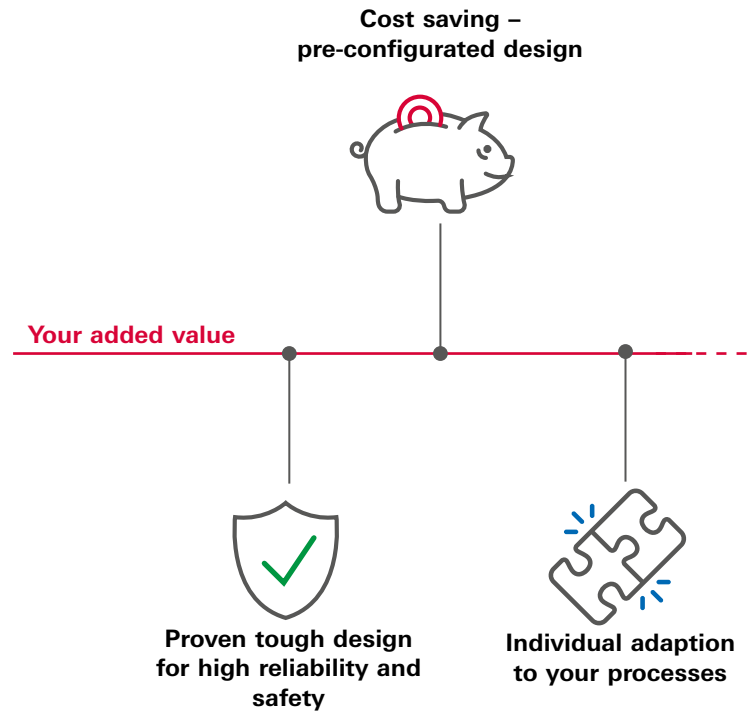 Cost saving –
pre-configurated design
Your added value
Proven tough design
for high reliability and
safety
Individual adaption
to your processes